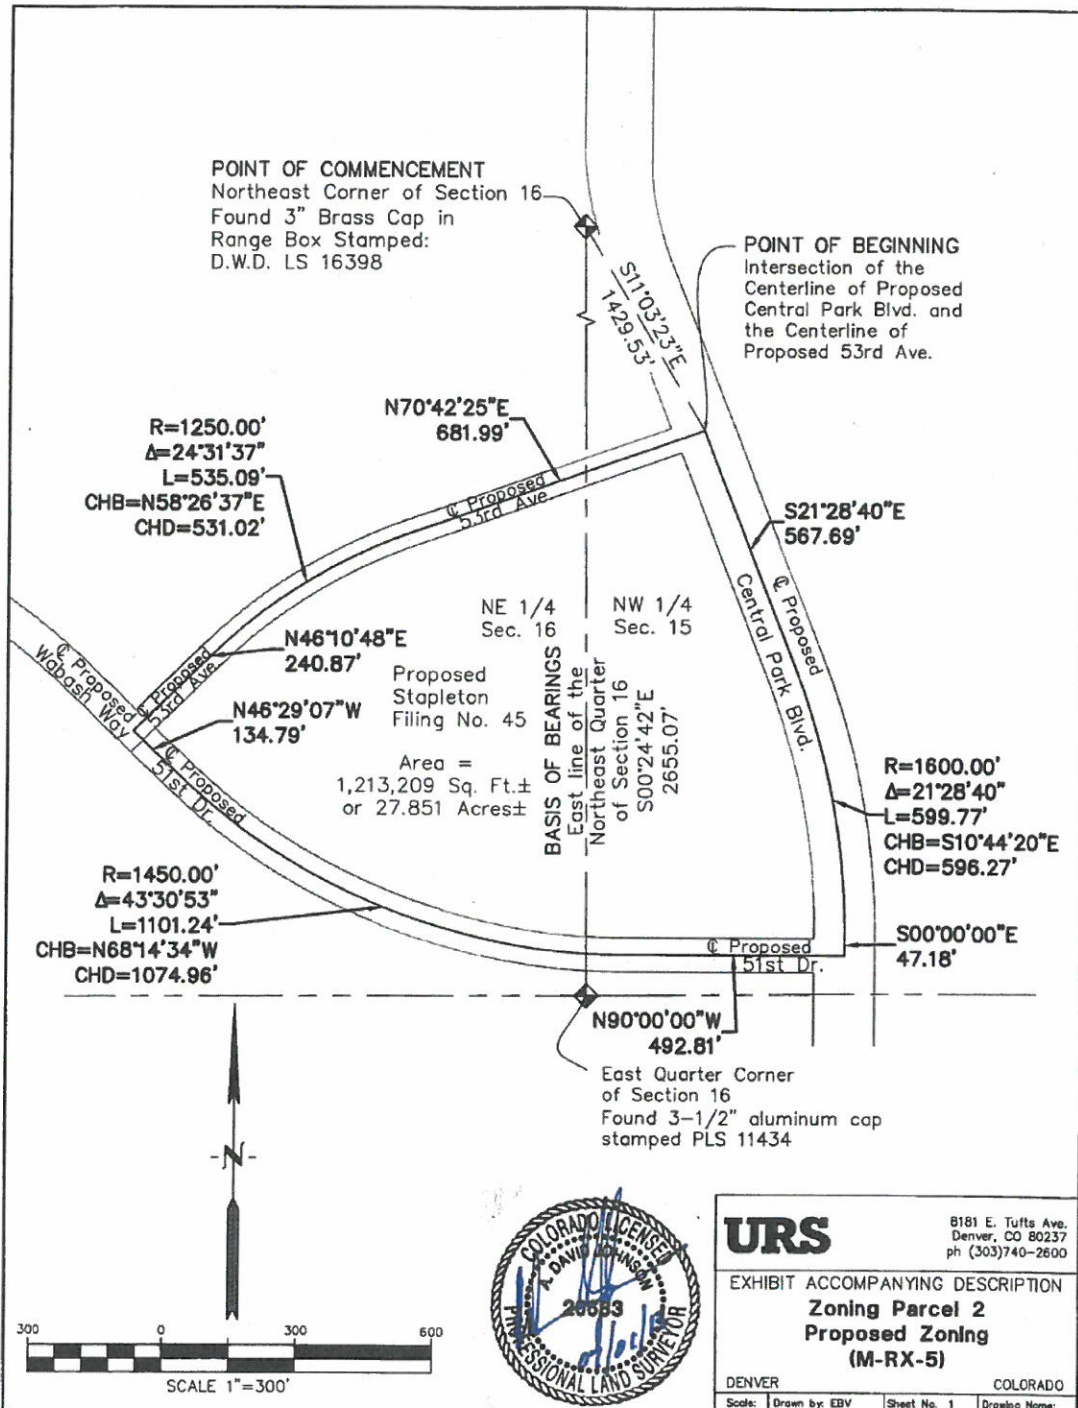 POINT OF COMMENCEMENT
Northeast Corner of Section 16
Found 3" Brass Cap in
Range Box Stamped:
D.W.D. LS 16398
POINT OF BEGINNING
Intersection of the
Centerline of Proposed
Central Park Blvd. and
the Centerline of
Proposed 53rd Ave.
S11°03'23"E
1429.53'
N70°42'25"E
681.99'
R=1250.00'
Δ=24°31'37"
L=535.09'
CHB=N58°26'37"E
CHD=531.02'
℄ Proposed
53rd Ave.
S21°28'40"E
567.69'
℄ Proposed
Central Park Blvd.
NE 1/4
Sec. 16
NW 1/4
Sec. 15
N46°10'48"E
240.87'
℄ Proposed
53rd Ave.
℄ Proposed
Wabash Way
Proposed
Stapleton
Filing No. 45
N46°29'07"W
134.79'
℄ Proposed
51st Dr.
Area =
1,213,209 Sq. Ft.±
or 27.851 Acres±
BASIS OF BEARINGS
East line of the
Northeast Quarter
of Section 16
S00°24'42"E
2655.07'
R=1600.00'
Δ=21°28'40"
L=599.77'
CHB=S10°44'20"E
CHD=596.27'
R=1450.00'
Δ=43°30'53"
L=1101.24'
CHB=N68°14'34"W
CHD=1074.96'
S00°00'00"E
47.18'
℄ Proposed
51st Dr.
N90°00'00"W
492.81'
East Quarter Corner
of Section 16
Found 3-1/2" aluminum cap
stamped PLS 11434
-N-
300 0 300 600
SCALE 1"=300'
COLORADO LICENSED
A. DAVID JOHNSON
PROFESSIONAL LAND SURVEYOR
URS
8181 E. Tufts Ave.
Denver, CO 80237
ph (303)740-2600
EXHIBIT ACCOMPANYING DESCRIPTION
Zoning Parcel 2
Proposed Zoning
(M-RX-5)
DENVER COLORADO
Scale: Drawn by: EBV Sheet No. 1 Drawing Name: